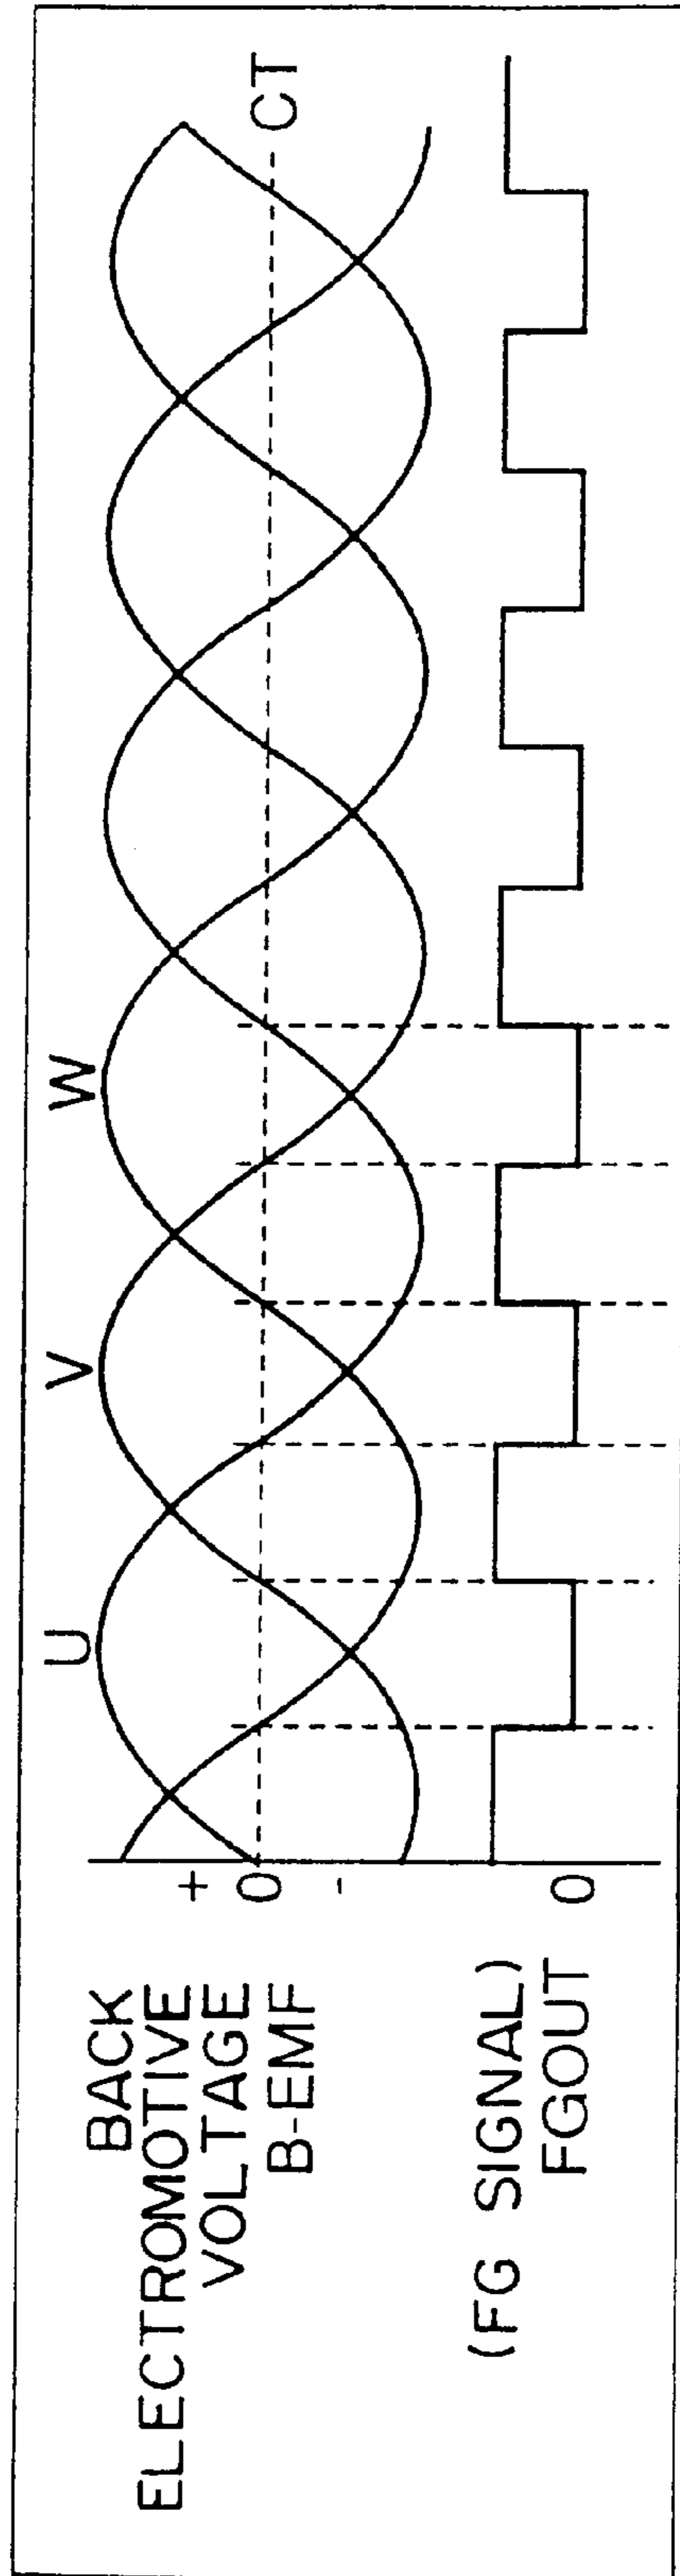 BACK
ELECTROMOTIVE
VOLTAGE
B-EMF
+
0
-
U
V
W
CT
(FG SIGNAL)
FGOUT
0